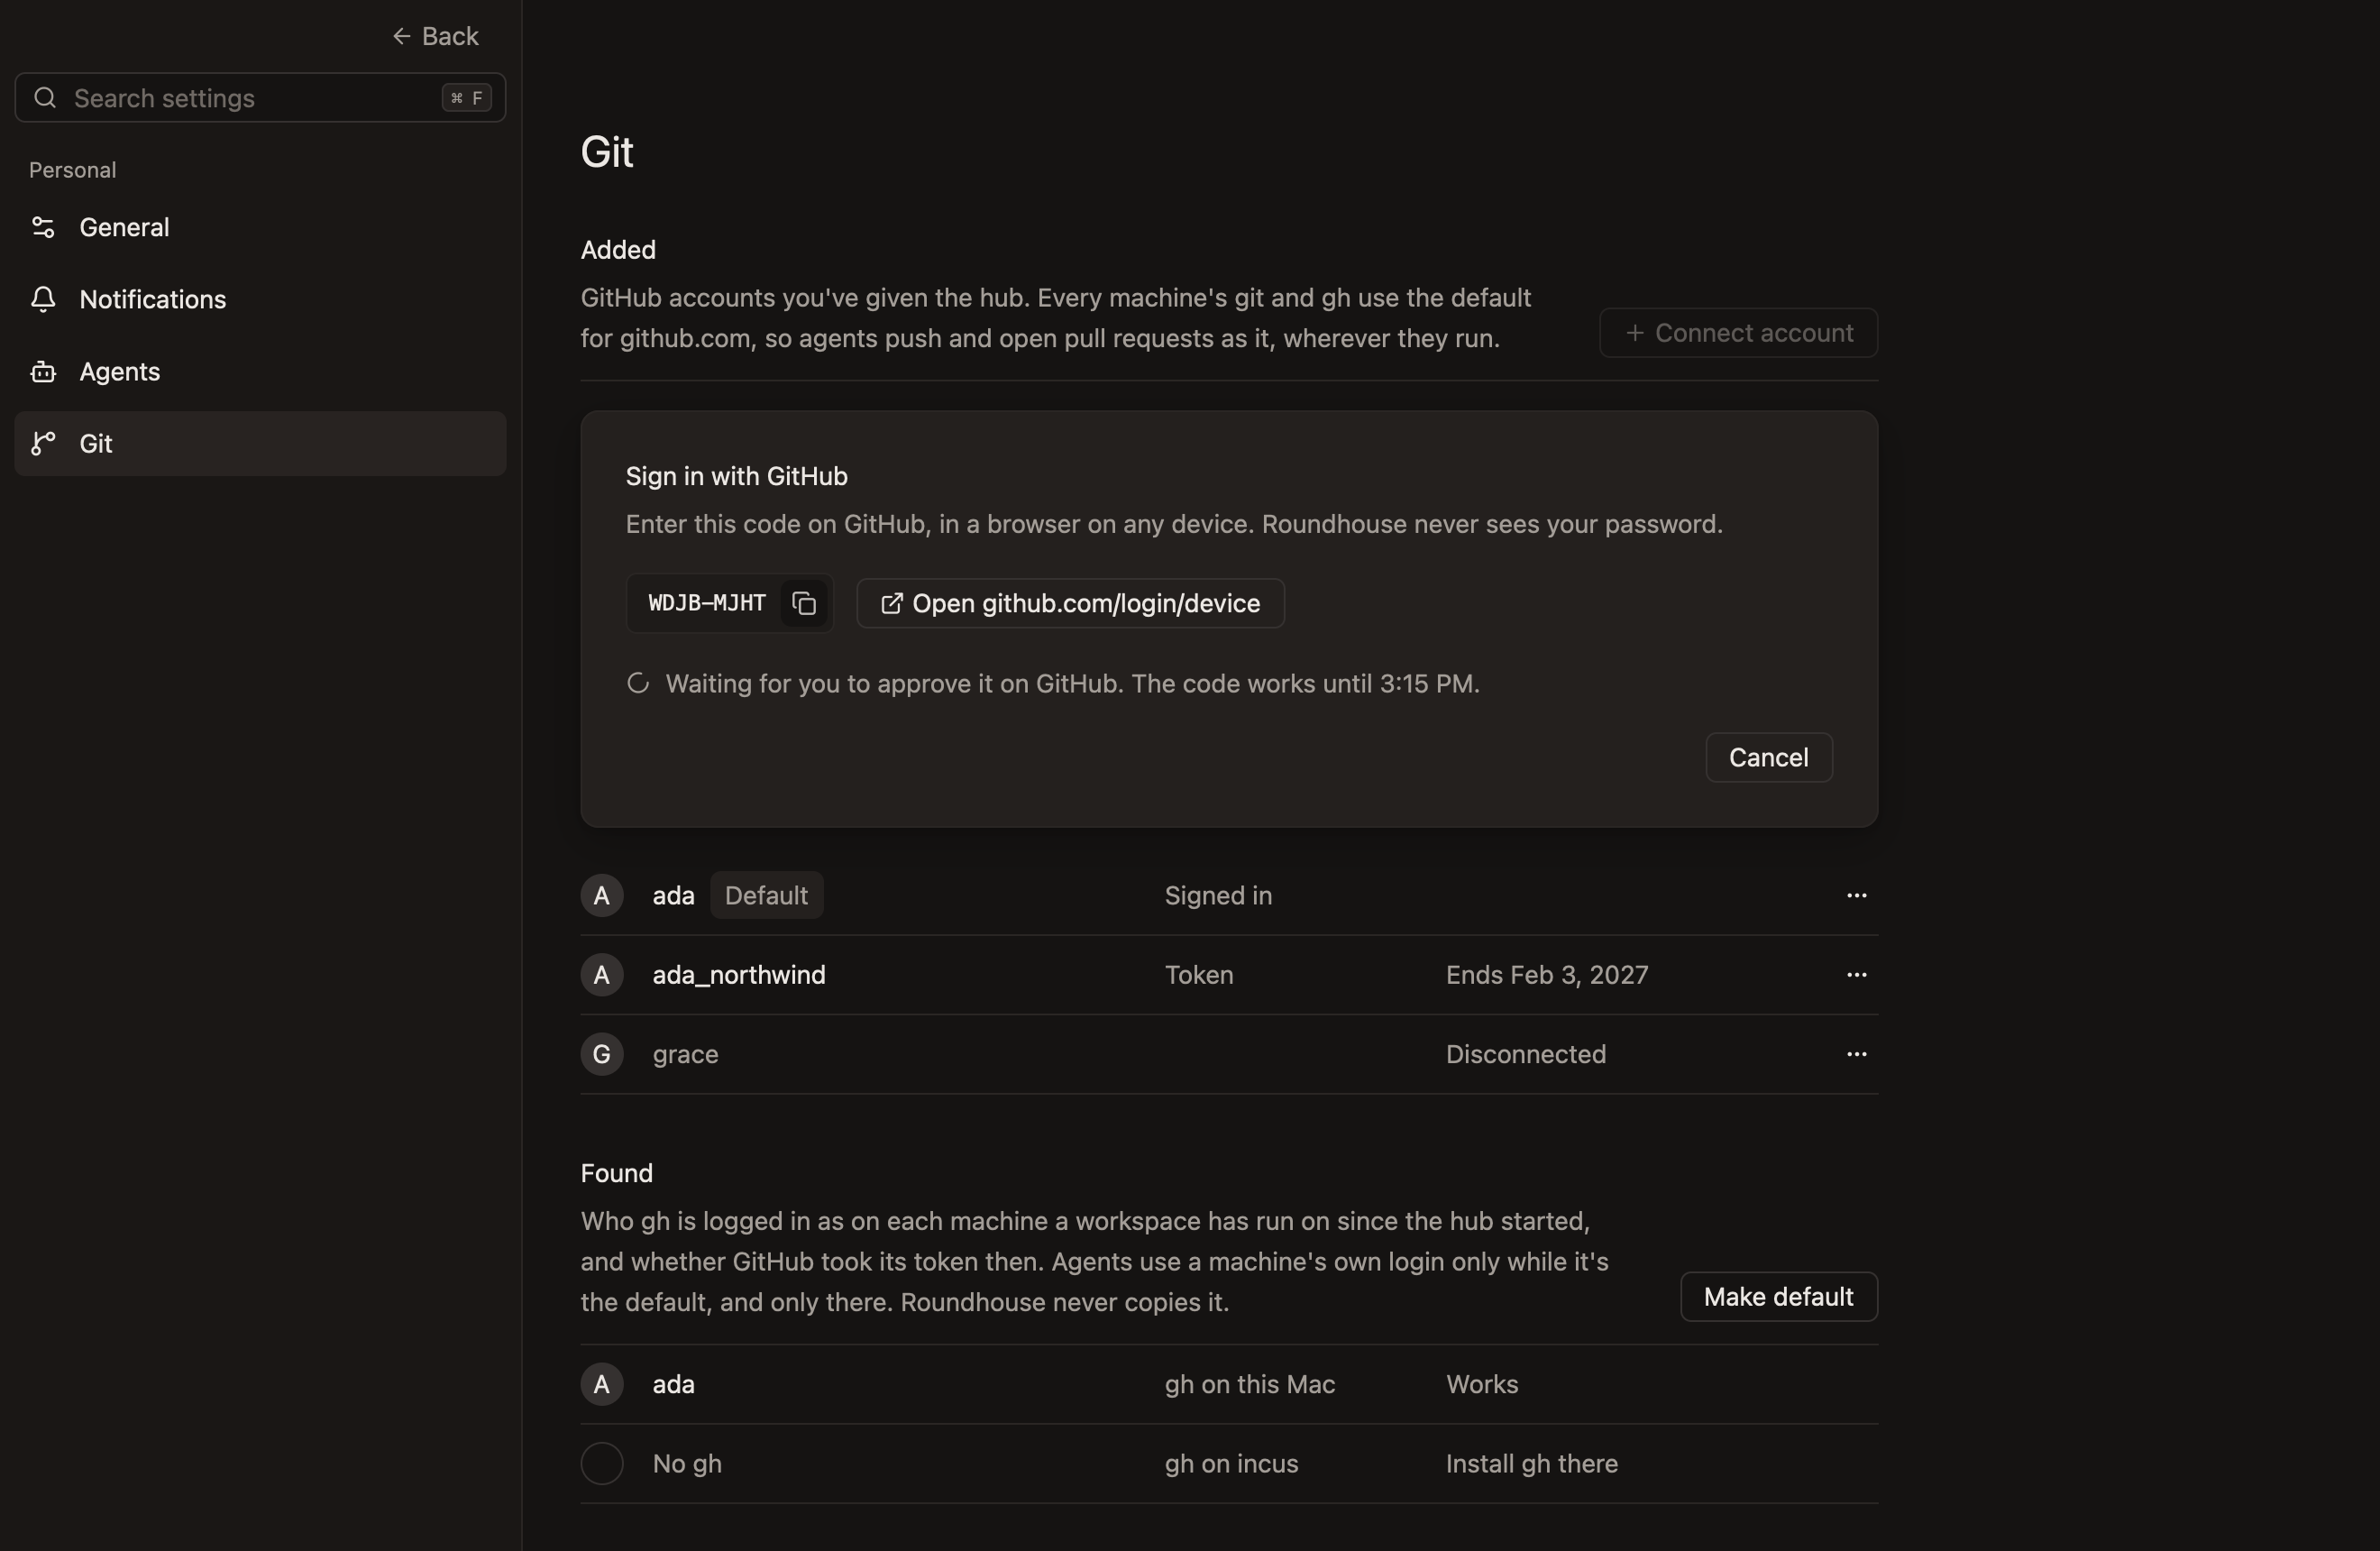 Back
Search settings
⌘ F
Personal
General
Notifications
Agents
Git
Git
Added
GitHub accounts you've given the hub. Every machine's git and gh use the default
for github.com, so agents push and open pull requests as it, wherever they run.
+ Connect account
Sign in with GitHub
Enter this code on GitHub, in a browser on any device. Roundhouse never sees your password.
WDJB–MJHT
Open github.com/login/device
Waiting for you to approve it on GitHub. The code works until 3:15 PM.
Cancel
A ada Default Signed in
A ada_northwind Token Ends Feb 3, 2027
G grace Disconnected
Found
Who gh is logged in as on each machine a workspace has run on since the hub started,
and whether GitHub took its token then. Agents use a machine's own login only while it's
the default, and only there. Roundhouse never copies it.
Make default
A ada gh on this Mac Works
No gh gh on incus Install gh there